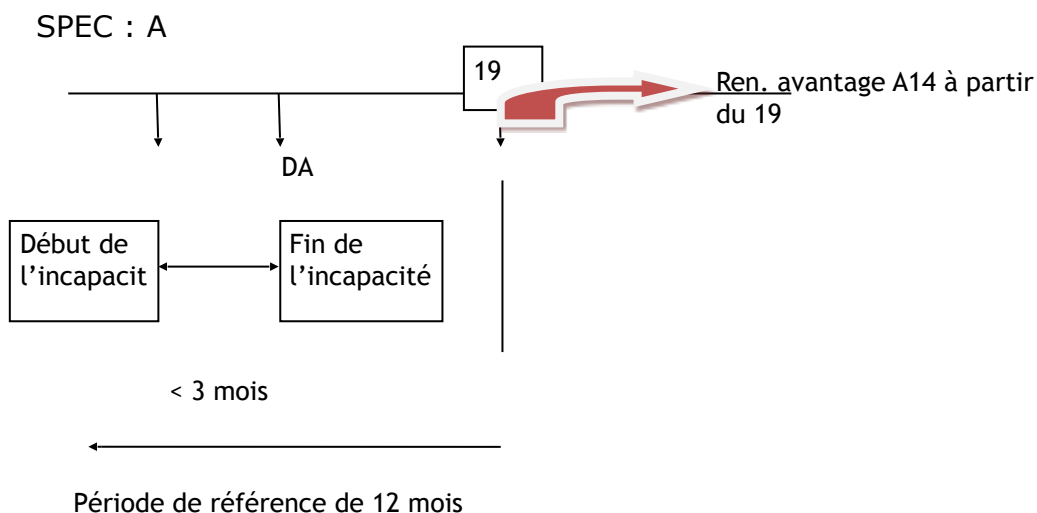 SPEC : A
19
Ren. avantage A14 à partir
du 19
DA
Début de
l’incapacit
Fin de
l’incapacité
< 3 mois
Période de référence de 12 mois